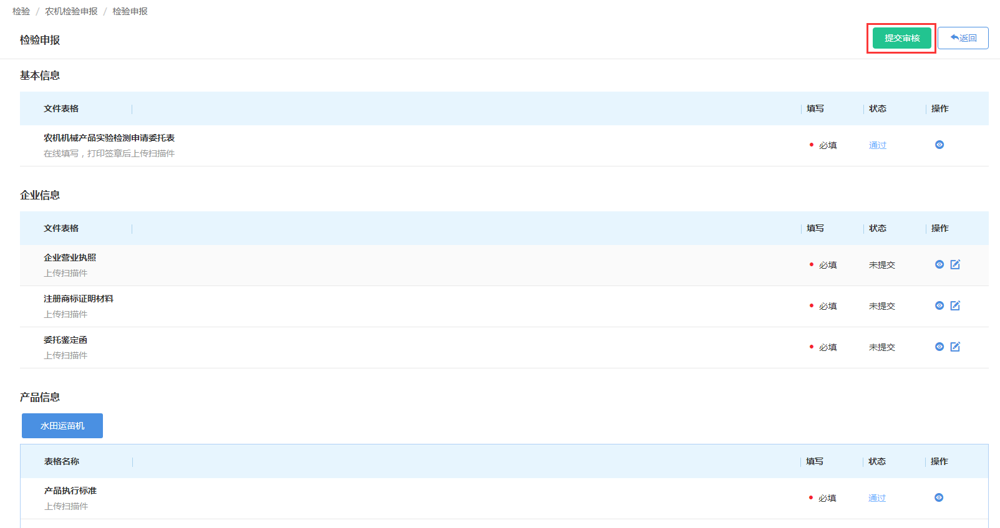 检验 / 农机检验申报 / 检验申报
检验申报
提交审核
返回
基本信息
文件表格 填写 状态 操作
农机机械产品实验检测申请委托表
在线填写，打印签章后上传扫描件
必填 通过
企业信息
文件表格 填写 状态 操作
企业营业执照
上传扫描件
必填 未提交
注册商标证明材料
上传扫描件
必填 未提交
委托鉴定函
上传扫描件
必填 未提交
产品信息
水田运苗机
表格名称 填写 状态 操作
产品执行标准
上传扫描件
必填 通过